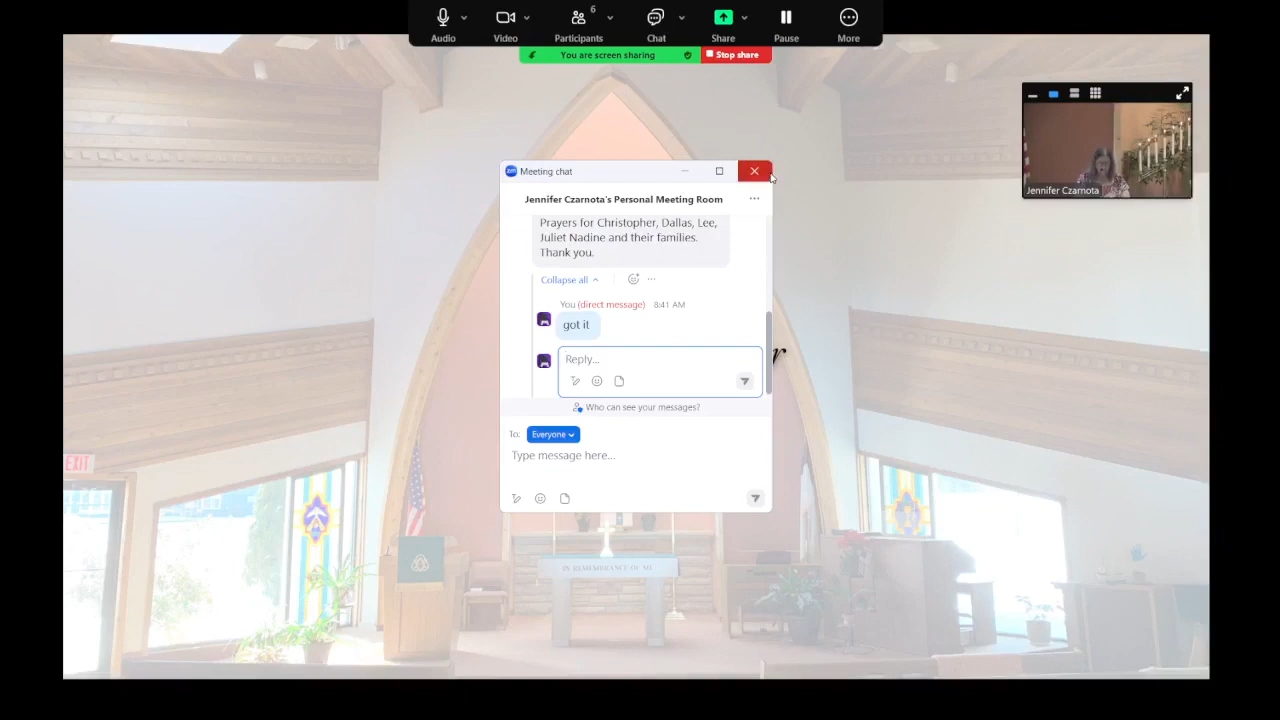 6
Audio
Video
Participants
Chat
Share
Pause
More
You are screen sharing
Stop share
Jennifer Czarnota
zm
Meeting chat
Jennifer Czarnota's Personal Meeting Room
Prayers for Christopher, Dallas, Lee,
Juliet Nadine and their families.
Thank you.
Collapse all
You (direct message) 8:41 AM
got it
Reply...
Who can see your messages?
To: Everyone
Type message here...
EXIT
IN REMEMBRANCE OF ME